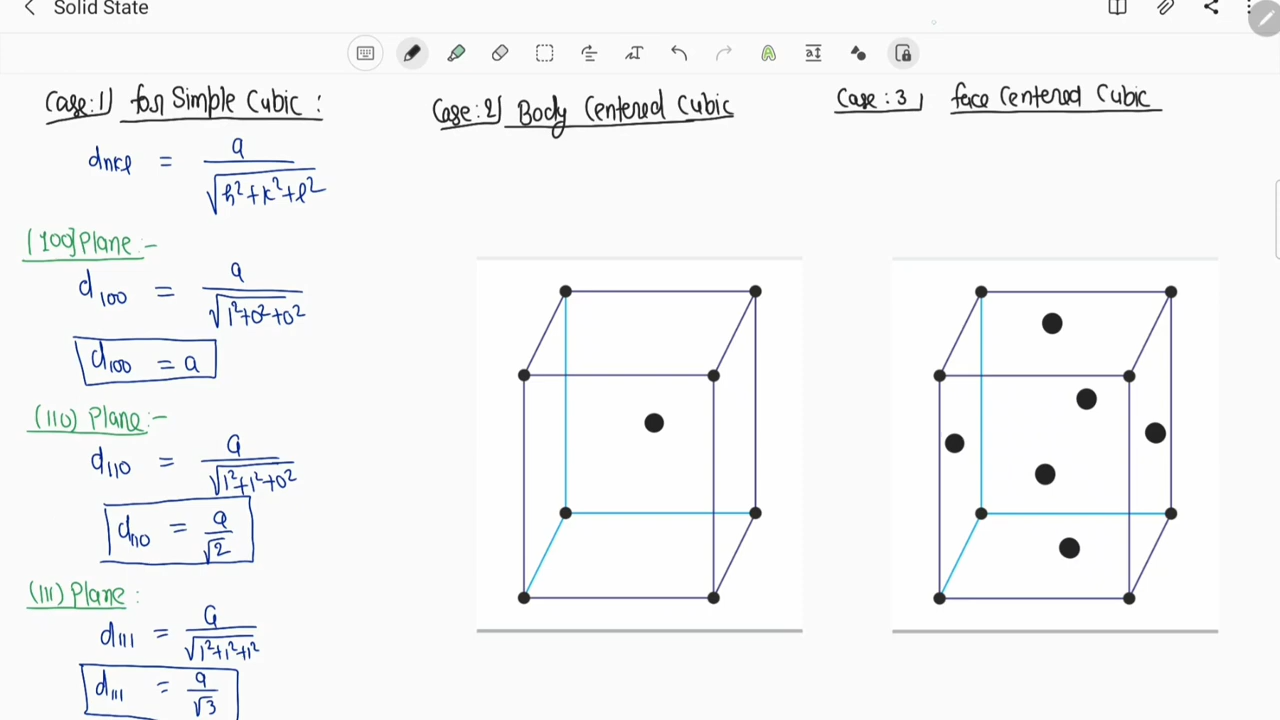 Solid State
Case:1) for Simple Cubic :
dhkl = a / √h²+k²+l²
[100] Plane :-
d100 = a / √1²+0²+0²
d100 = a
(110) Plane :-
d110 = a / √1²+1²+0²
d110 = a / √2
(111) Plane :
d111 = a / √1²+1²+1²
d111 = a / √3
Case:2) Body Centered Cubic
Case:3) face Centered Cubic